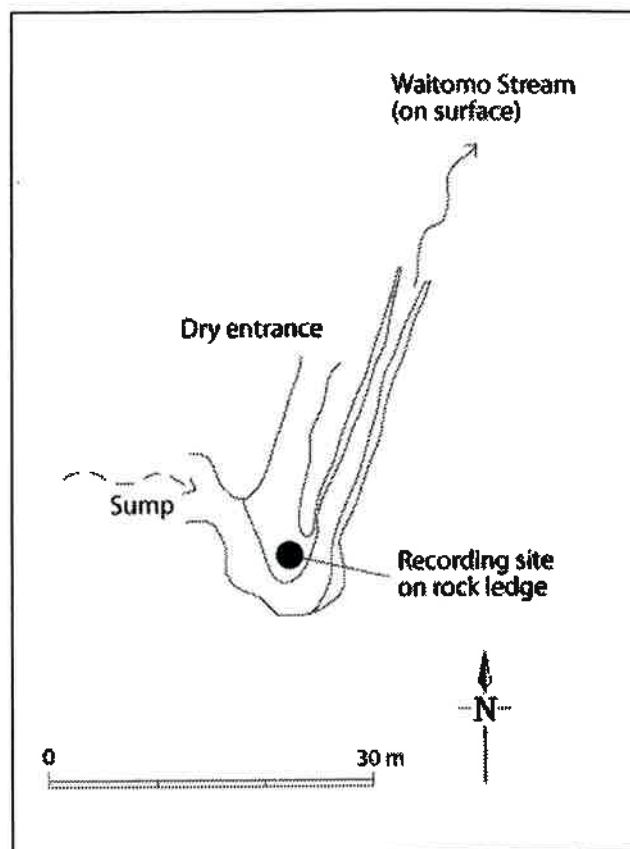 Waitomo Stream
(on surface)
Dry entrance
Sump
Recording site
on rock ledge
N
0 30 m